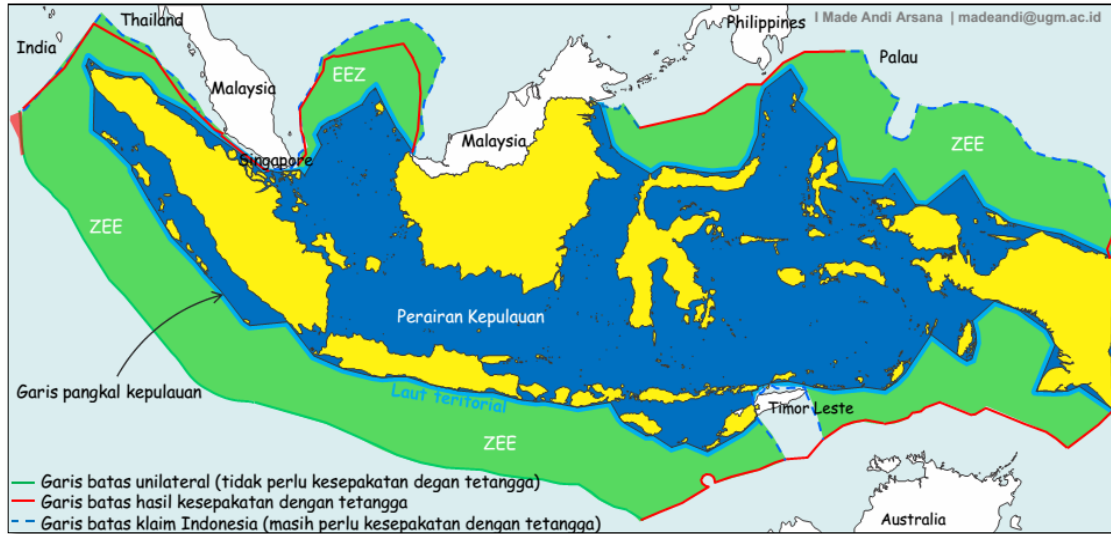 Thailand
Philippines
I Made Andi Arsana | madeandi@ugm.ac.id
India
Palau
EEZ
Malaysia
Malaysia
ZEE
Singapore
ZEE
Perairan Kepulauan
Garis pangkal kepulauan
Laut teritorial
Timor Leste
ZEE
Garis batas unilateral (tidak perlu kesepakatan degan tetangga)
Garis batas hasil kesepakatan dengan tetangga
Garis batas klaim Indonesia (masih perlu kesepakatan dengan tetangga)
Australia